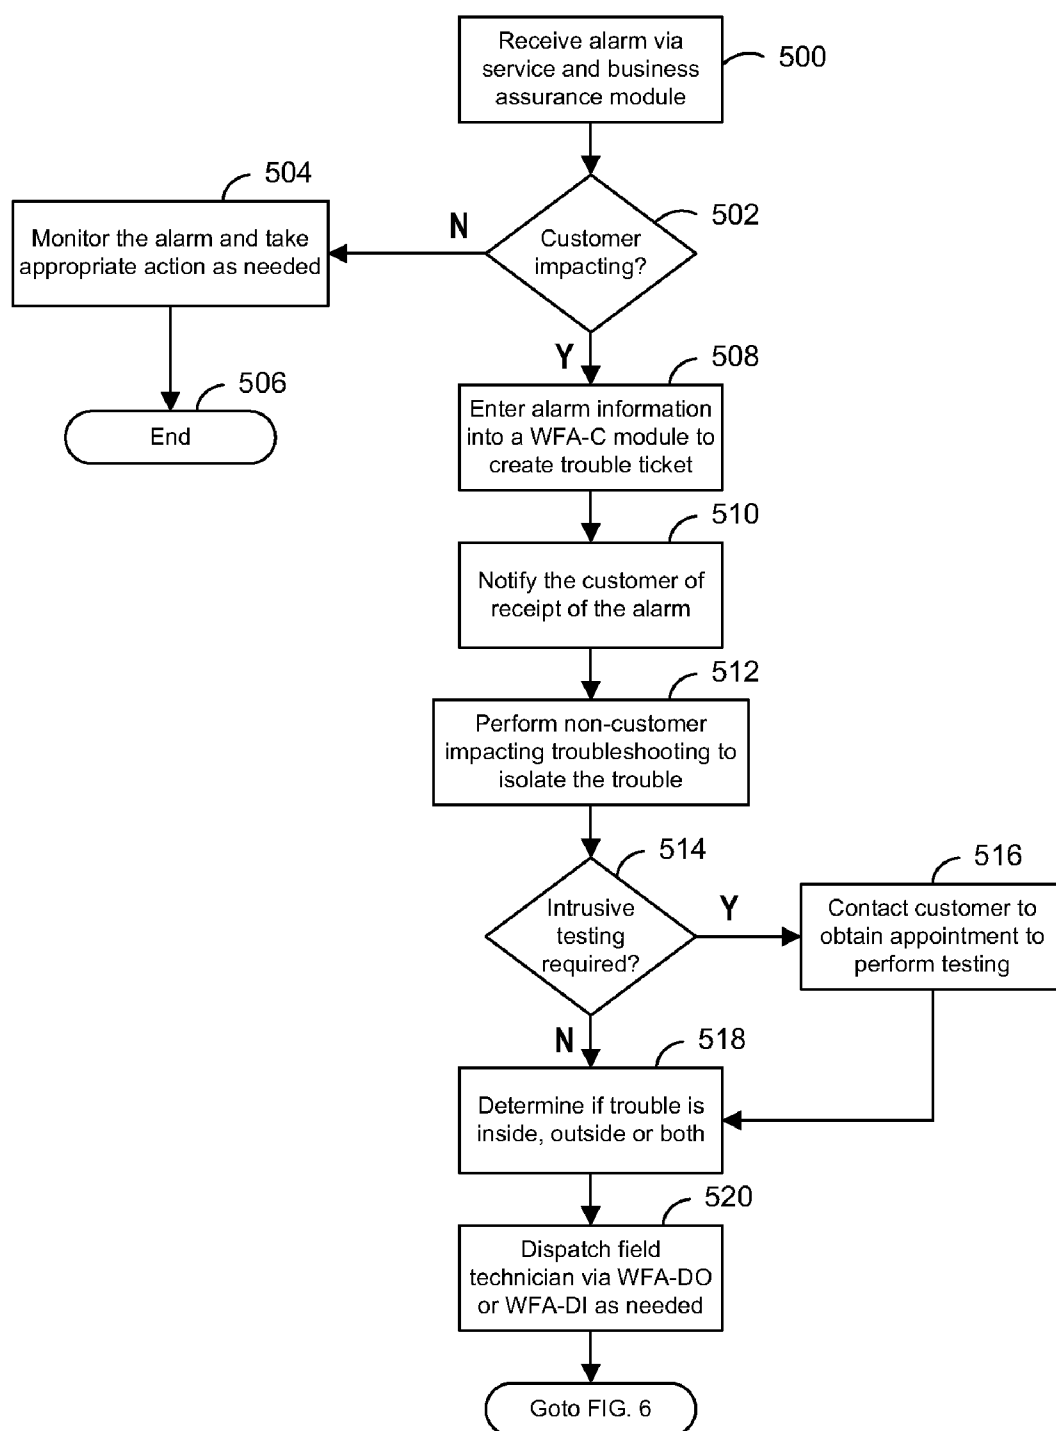 Receive alarm via
service and business
assurance module
500
504
502
N
Customer
impacting?
Monitor the alarm and take
appropriate action as needed
Y
508
506
End
Enter alarm information
into a WFA-C module to
create trouble ticket
510
Notify the customer of
receipt of the alarm
512
Perform non-customer
impacting troubleshooting to
isolate the trouble
514
516
Intrusive
testing
required?
Y
Contact customer to
obtain appointment to
perform testing
N
518
Determine if trouble is
inside, outside or both
520
Dispatch field
technician via WFA-DO
or WFA-DI as needed
Goto FIG. 6